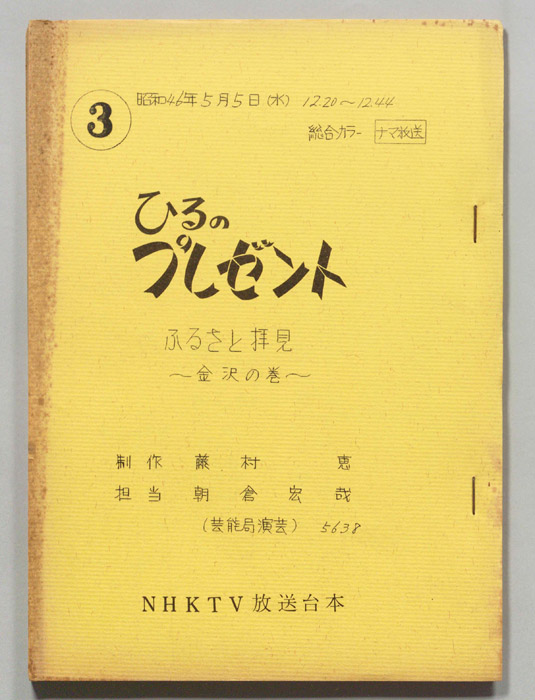 ③ 昭和46年5月5日(水) 12.20〜12.44
総合カラー ナマ放送
ひるの
プレゼント
ふるさと拝見
〜金沢の巻〜
制作 藤村 恵
担当 朝倉宏哉
(芸能局演芸) 5638
NHKTV放送台本